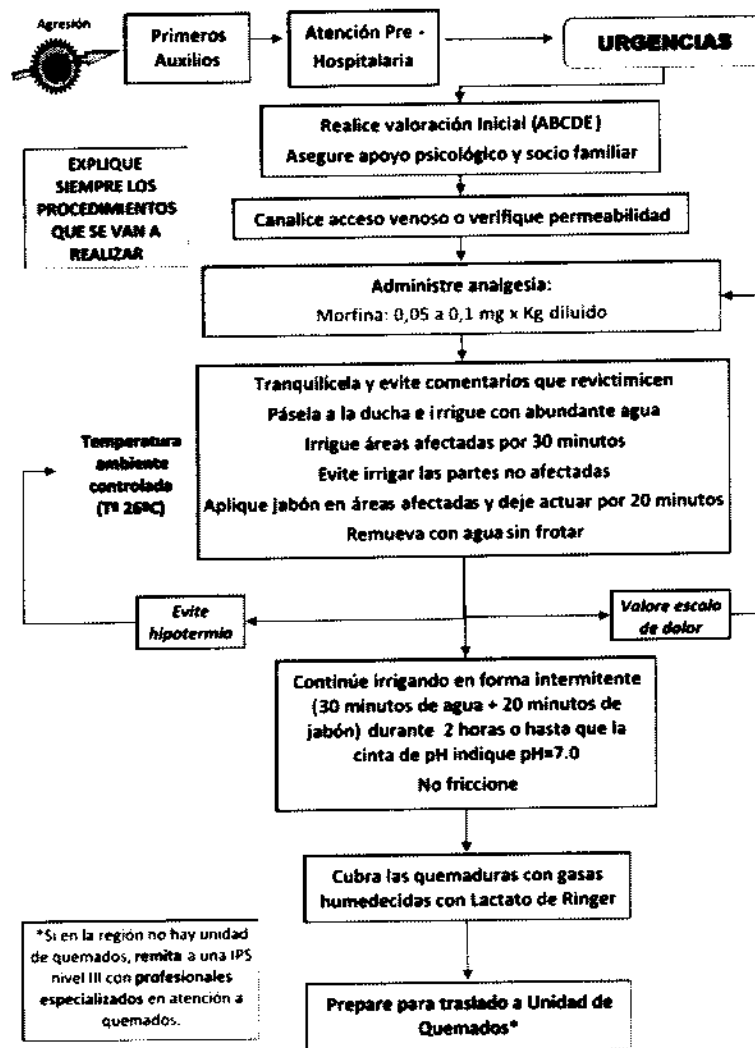 Agresión
Primeros
Auxilios
Atención Pre -
Hospitalaria
URGENCIAS
Realice valoración Inicial (ABCDE)
Asegure apoyo psicológico y socio familiar
EXPLIQUE
SIEMPRE LOS
PROCEDIMIENTOS
QUE SE VAN A
REALIZAR
Canalice acceso venoso o verifique permeabilidad
Administre analgesia:
Morfina: 0,05 a 0,1 mg x Kg diluido
Tranquilícela y evite comentarios que revictimicen
Pásela a la ducha e irrigue con abundante agua
Irrigue áreas afectadas por 30 minutos
Evite irrigar las partes no afectadas
Aplique jabón en áreas afectadas y deje actuar por 20 minutos
Remueva con agua sin frotar
Temperatura
ambiente
controlada
(Tª 26ºC)
Evite
hipotermia
Valore escala
de dolor
Continúe irrigando en forma intermitente
(30 minutos de agua + 20 minutos de
jabón) durante 2 horas o hasta que la
cinta de pH indique pH=7.0
No friccione
Cubra las quemaduras con gasas
humedecidas con Lactato de Ringer
*Si en la región no hay unidad
de quemados, remita a una IPS
nivel III con profesionales
especializados en atención a
quemados.
Prepare para traslado a Unidad de
Quemados*